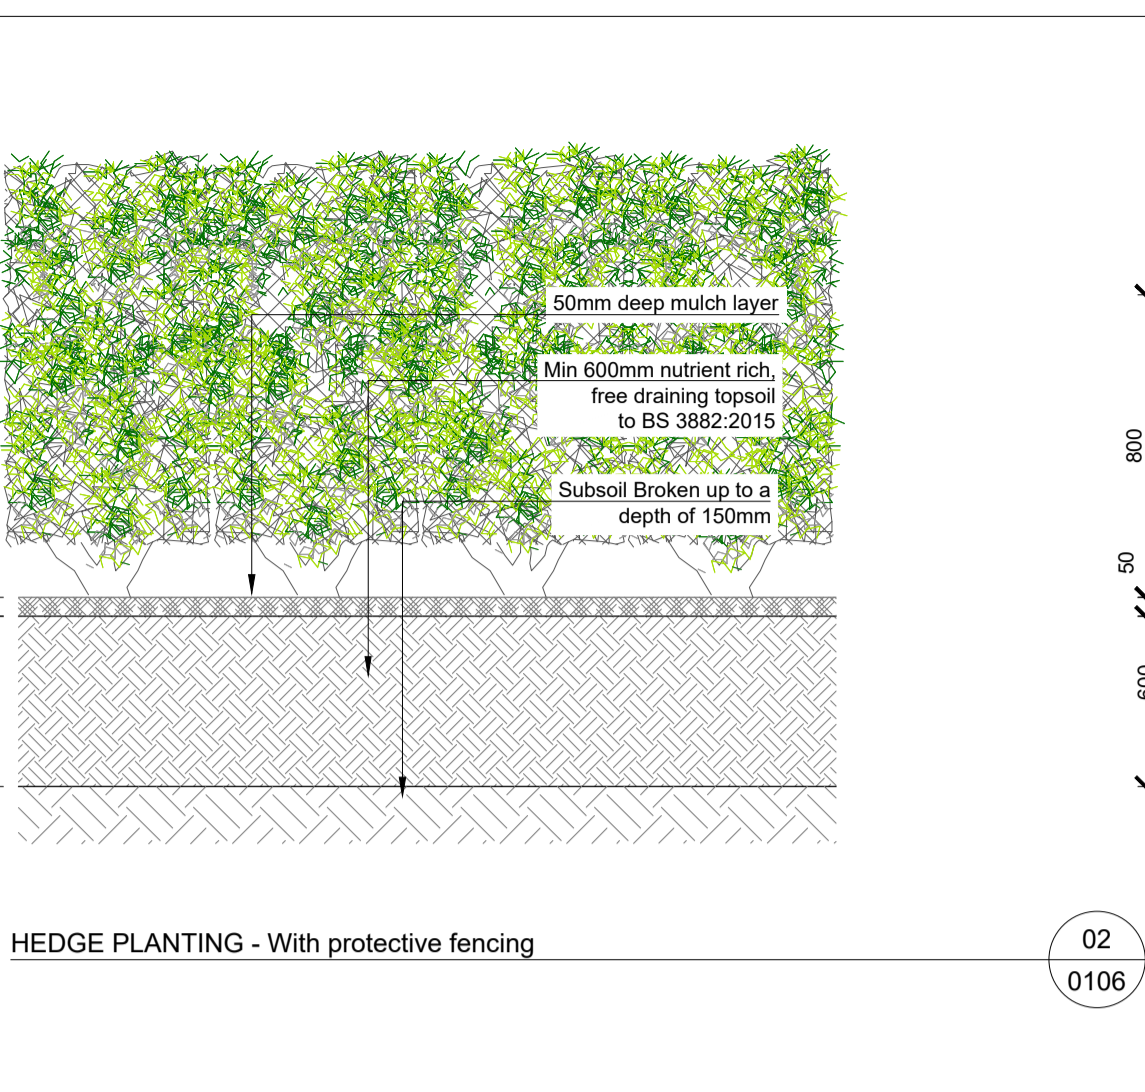 50mm deep mulch layer
Min 600mm nutrient rich,
free draining topsoil
to BS 3882:2015
Subsoil Broken up to a
depth of 150mm
800
50
600
HEDGE PLANTING - With protective fencing
02
0106